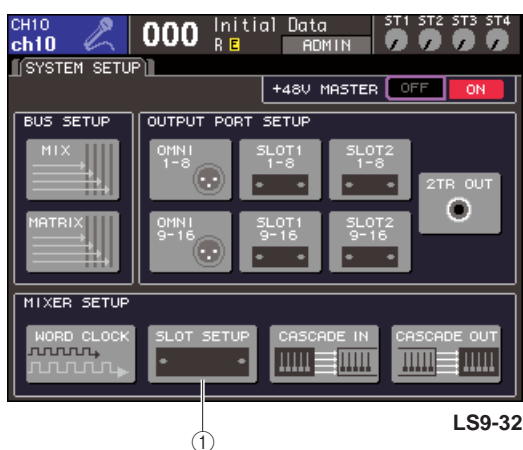 CH10
ch10
000
Initial Data
R E
ADMIN
ST1 ST2 ST3 ST4
SYSTEM SETUP
+48V MASTER OFF ON
BUS SETUP
OUTPUT PORT SETUP
MIX
OMNI
1-8
SLOT1
1-8
SLOT2
1-8
2TR OUT
MATRIX
OMNI
9-16
SLOT1
9-16
SLOT2
9-16
MIXER SETUP
WORD CLOCK
SLOT SETUP
CASCADE IN
CASCADE OUT
LS9-32
①